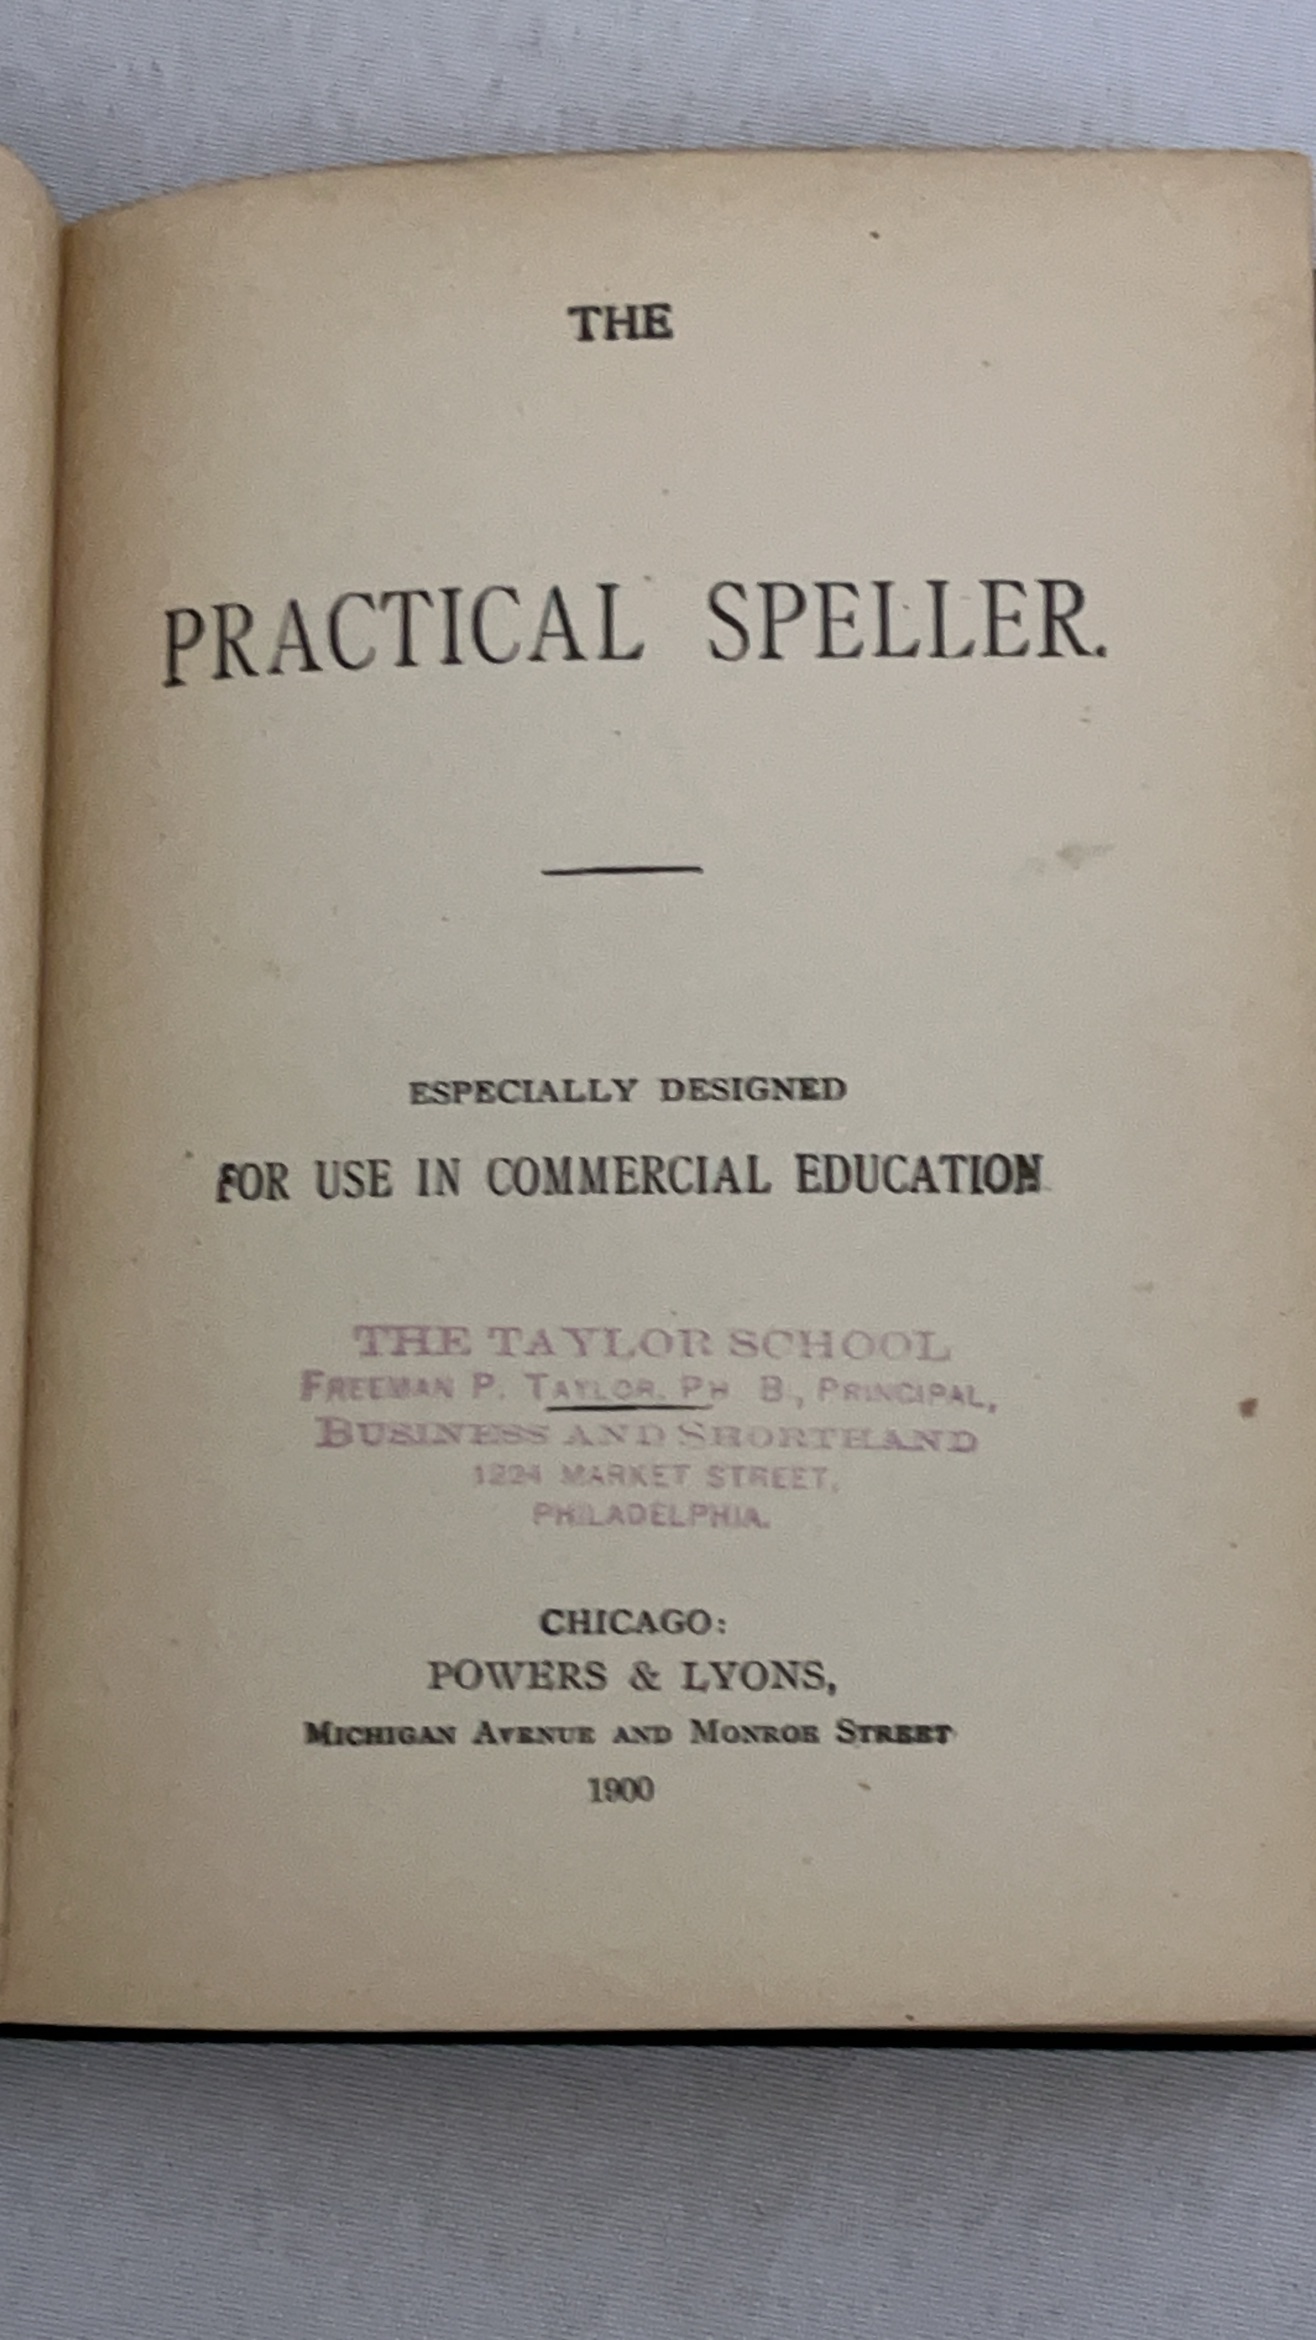 THE
PRACTICAL SPELLER.
ESPECIALLY DESIGNED
FOR USE IN COMMERCIAL EDUCATION
THE TAYLOR SCHOOL
FREEMAN P. TAYLOR. PH B., PRINCIPAL,
BUSINESS AND SHORTHAND
1224 MARKET STREET,
PHILADELPHIA.
CHICAGO:
POWERS & LYONS,
MICHIGAN AVENUE AND MONROE STREET
1900